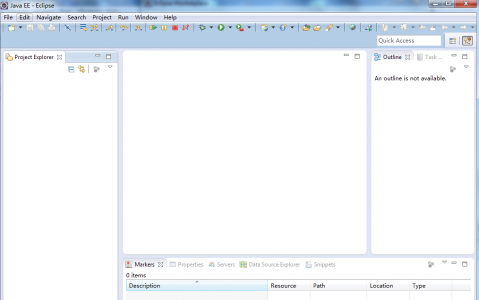 Java EE - Eclipse
File Edit Navigate Search Project Run Window Help
Quick Access
Project Explorer
Outline Task ...
An outline is not available.
Markers Properties Servers Data Source Explorer Snippets
0 items
Description Resource Path Location Type